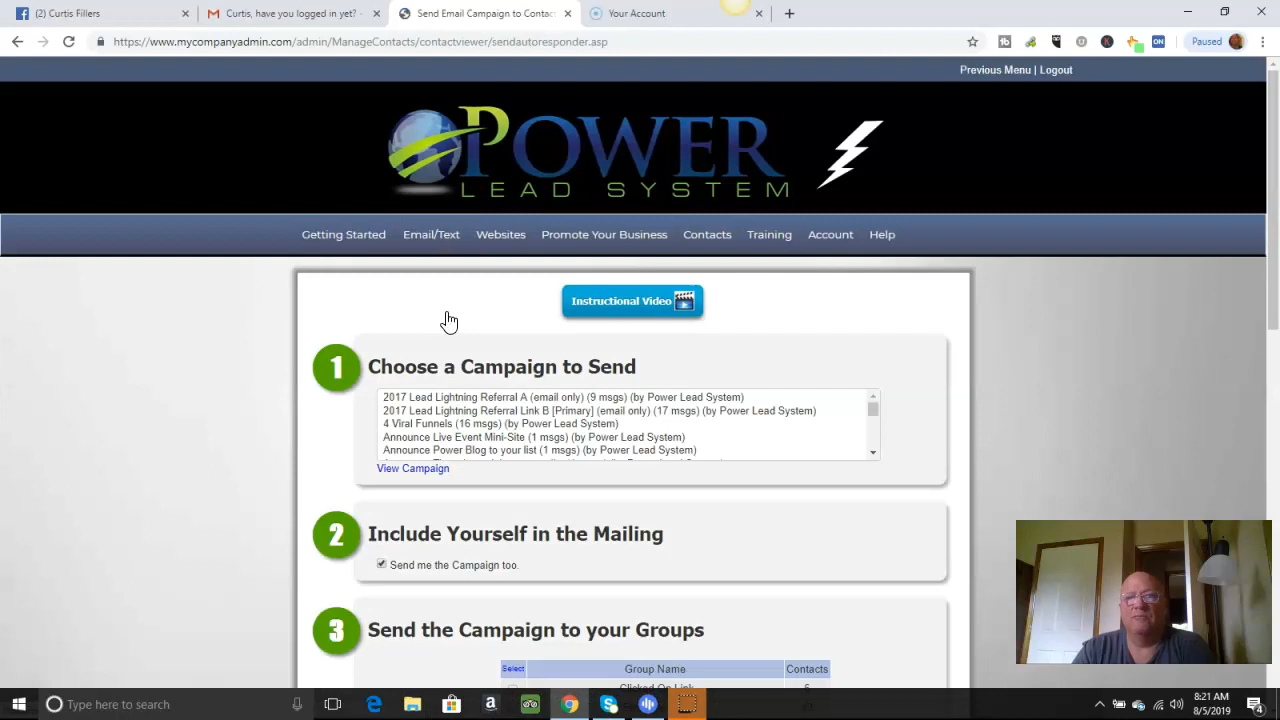 (2) Curtis Fillers
Curtis, have you logged in yet? -
Send Email Campaign to Contac
Your Account
https://www.mycompanyadmin.com/admin/ManageContacts/contactviewer/sendautoresponder.asp
ON
Paused
Previous Menu | Logout
POWER
LEAD SYSTEM
Getting Started Email/Text Websites Promote Your Business Contacts Training Account Help
Instructional Video
1 Choose a Campaign to Send
2017 Lead Lightning Referral A (email only) (9 msgs) (by Power Lead System)
2017 Lead Lightning Referral Link B [Primary] (email only) (17 msgs) (by Power Lead System)
4 Viral Funnels (16 msgs) (by Power Lead System)
Announce Live Event Mini-Site (1 msgs) (by Power Lead System)
Announce Power Blog to your list (1 msgs) (by Power Lead System)
View Campaign
2 Include Yourself in the Mailing
Send me the Campaign too.
3 Send the Campaign to your Groups
Select Group Name Contacts
Clicked On Link 6
Type here to search
8:21 AM
8/5/2019
4